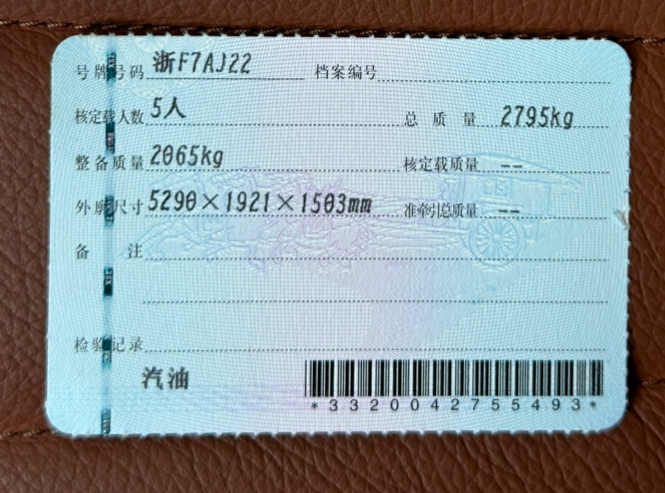 号牌号码 浙F7AJ22 档案编号
核定载人数 5人 总质量 2795kg
整备质量 2065kg 核定载质量 --
外廓尺寸 5290×1921×1503mm 准牵引总质量 --
备注
检验记录
汽油
*3320042755493*